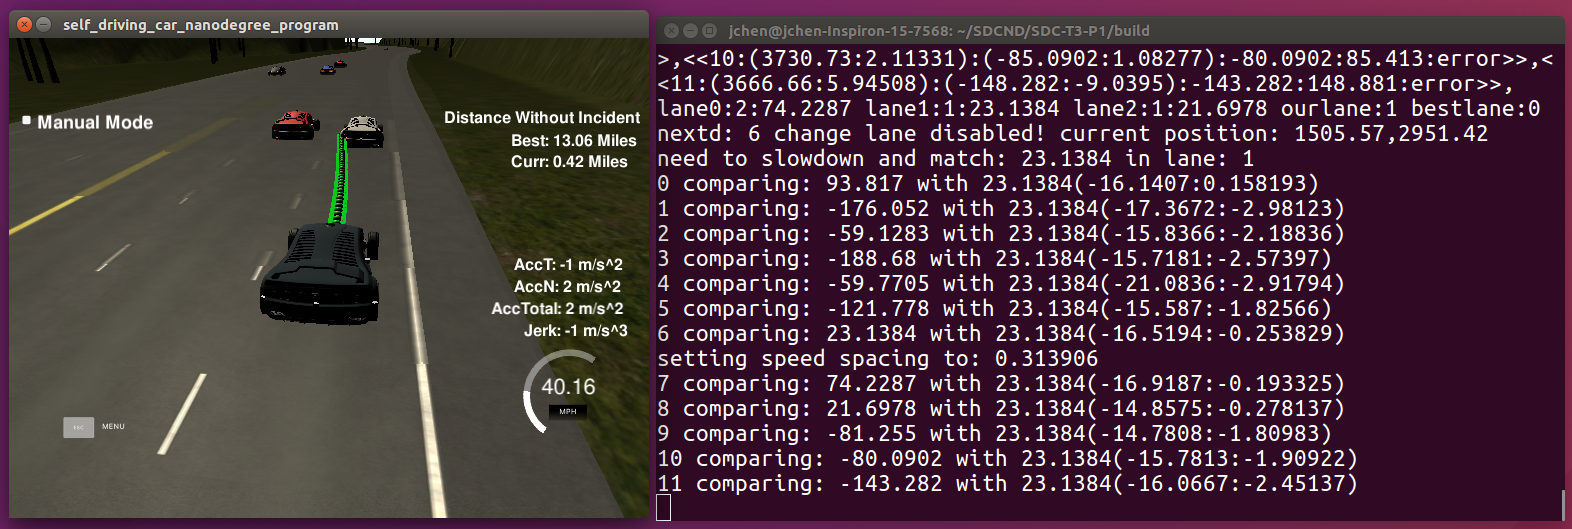 self_driving_car_nanodegree_program
Manual Mode
Distance Without Incident
Best: 13.06 Miles
Curr: 0.42 Miles
AccT: -1 m/s^2
AccN: 2 m/s^2
AccTotal: 2 m/s^2
Jerk: -1 m/s^3
40.16
MPH
ESC
MENU
jchen@jchen-Inspiron-15-7568: ~/SDCND/SDC-T3-P1/build
>,<<10:(3730.73:2.11331):(-85.0902:1.08277):-80.0902:85.413:error>>,<
<11:(3666.66:5.94508):(-148.282:-9.0395):-143.282:148.881:error>>,
lane0:2:74.2287 lane1:1:23.1384 lane2:1:21.6978 ourlane:1 bestlane:0
nextd: 6 change lane disabled! current position: 1505.57,2951.42
need to slowdown and match: 23.1384 in lane: 1
0 comparing: 93.817 with 23.1384(-16.1407:0.158193)
1 comparing: -176.052 with 23.1384(-17.3672:-2.98123)
2 comparing: -59.1283 with 23.1384(-15.8366:-2.18836)
3 comparing: -188.68 with 23.1384(-15.7181:-2.57397)
4 comparing: -59.7705 with 23.1384(-21.0836:-2.91794)
5 comparing: -121.778 with 23.1384(-15.587:-1.82566)
6 comparing: 23.1384 with 23.1384(-16.5194:-0.253829)
setting speed spacing to: 0.313906
7 comparing: 74.2287 with 23.1384(-16.9187:-0.193325)
8 comparing: 21.6978 with 23.1384(-14.8575:-0.278137)
9 comparing: -81.255 with 23.1384(-14.7808:-1.80983)
10 comparing: -80.0902 with 23.1384(-15.7813:-1.90922)
11 comparing: -143.282 with 23.1384(-16.0667:-2.45137)